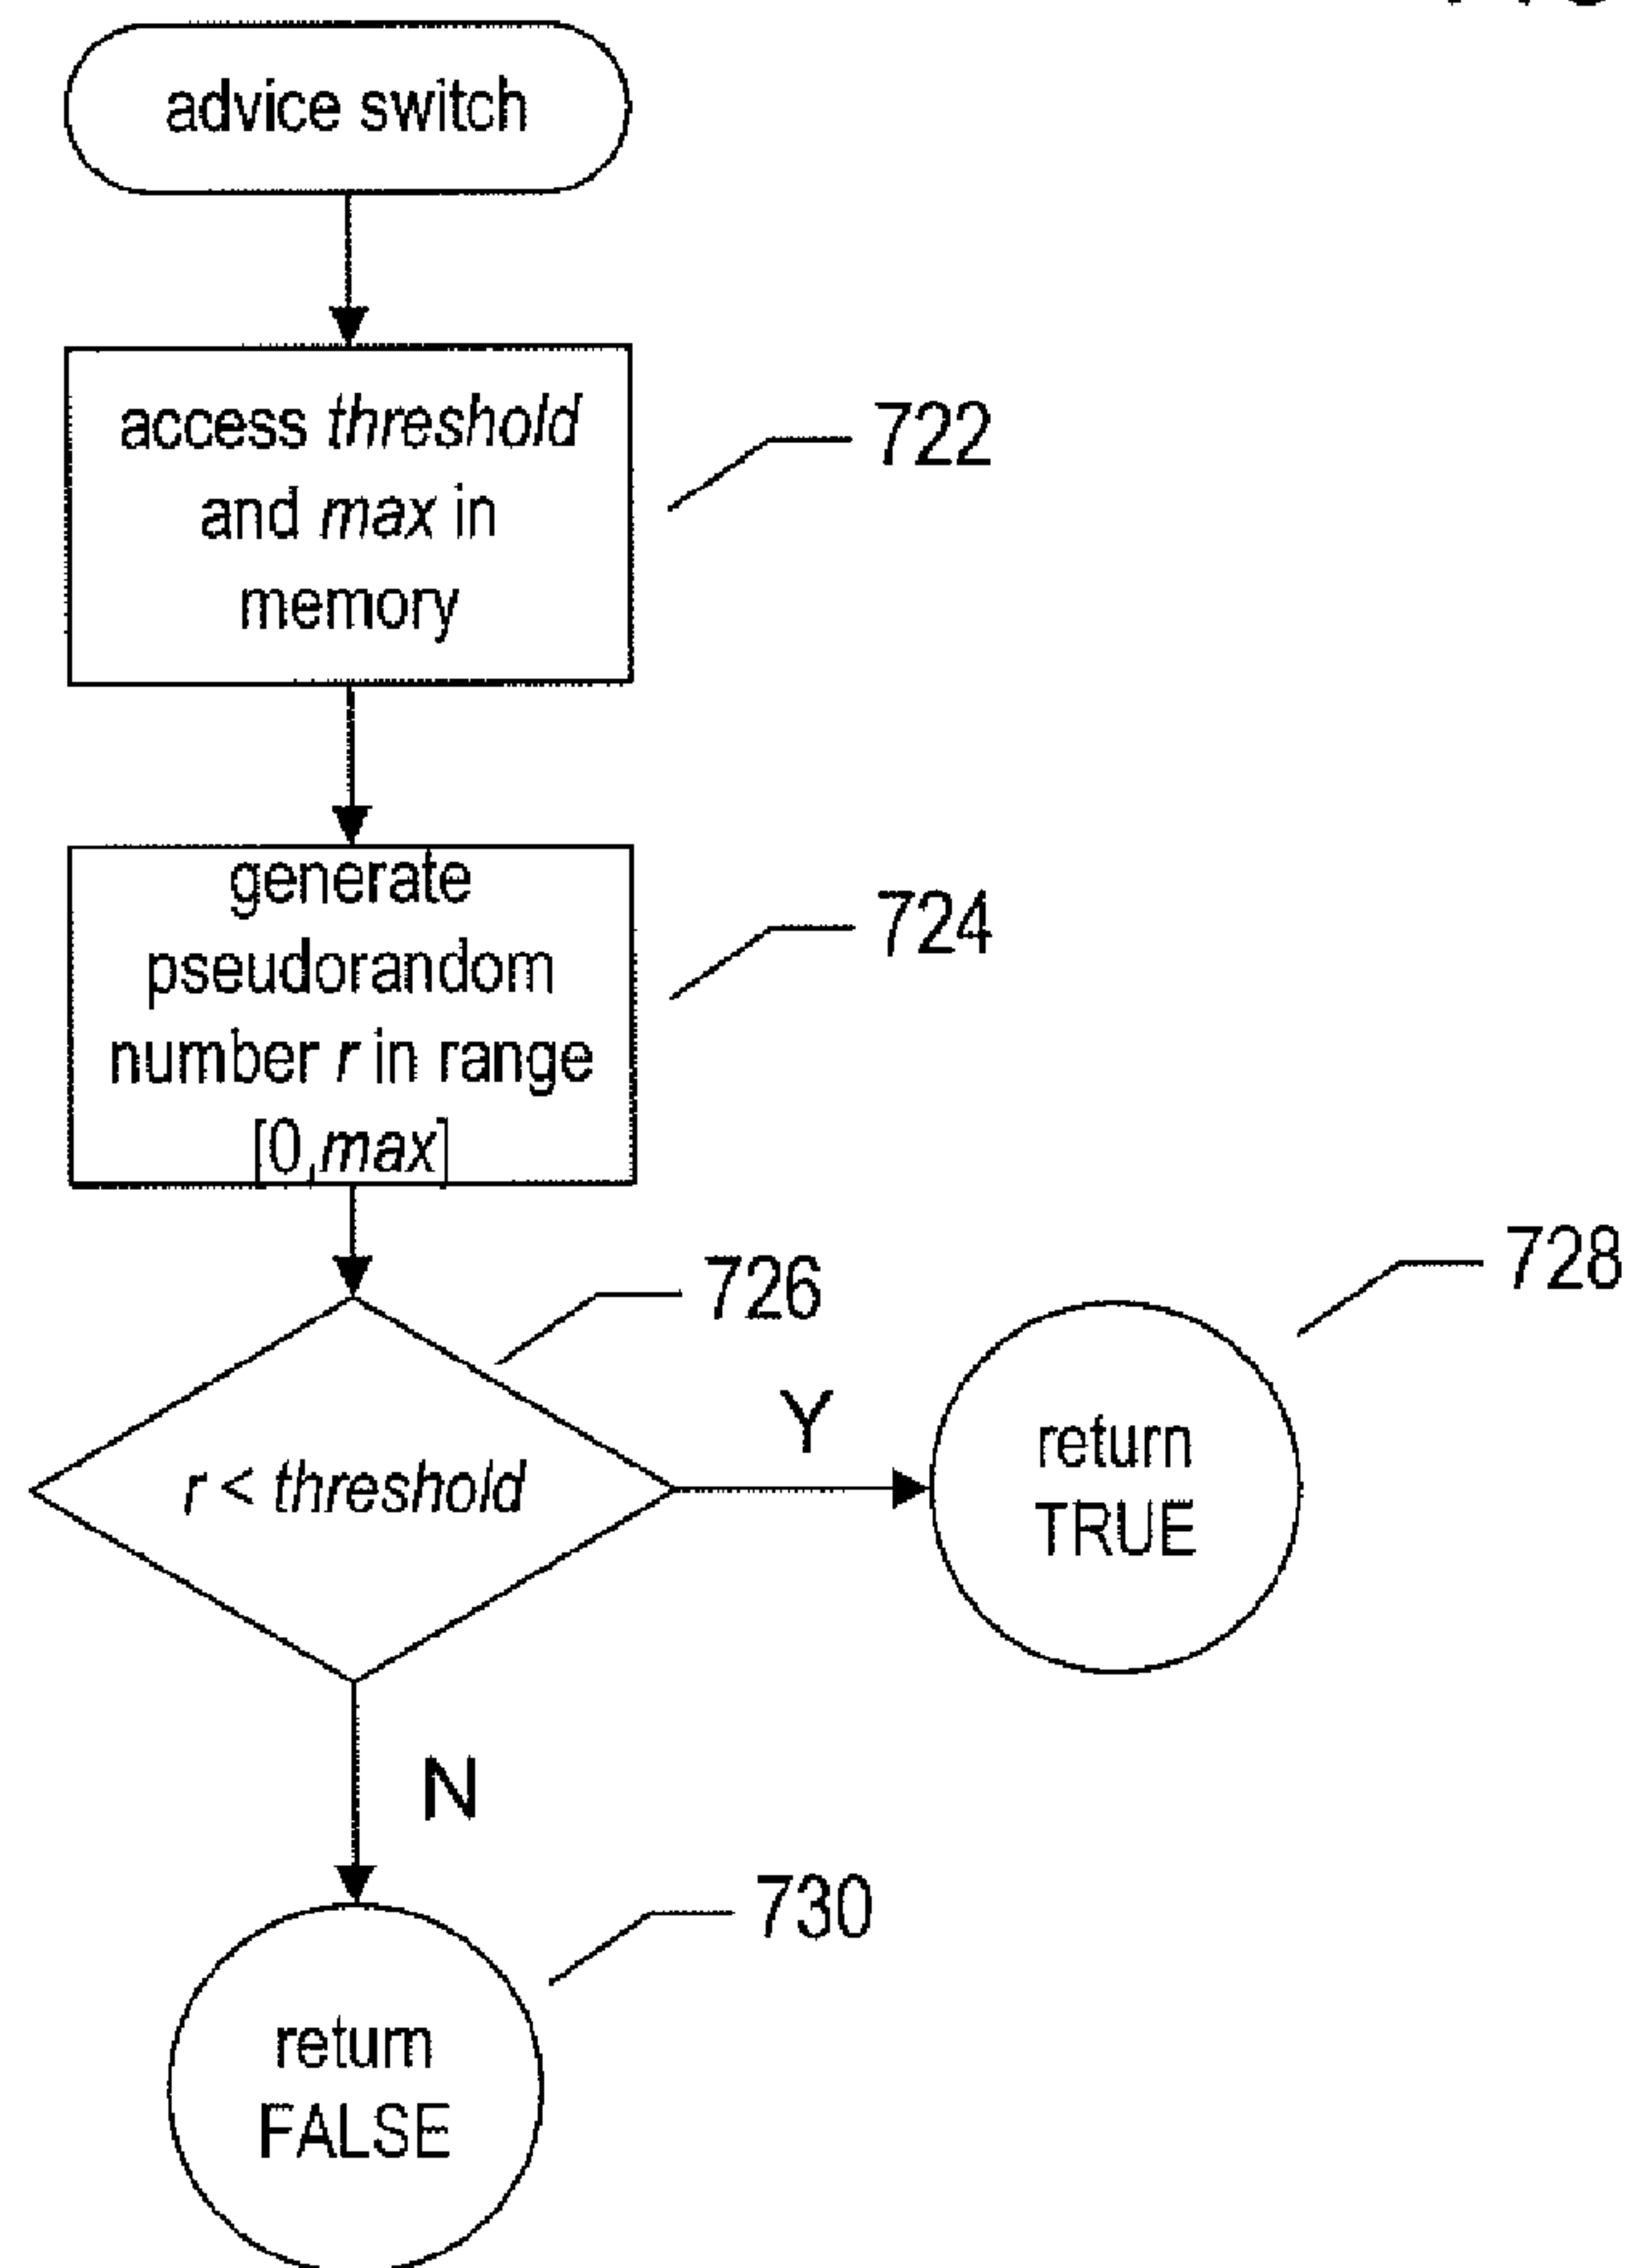 advice switch
access threshold
and max in
memory
722
generate
pseudorandom
number r in range
[0,max]
724
726
r < threshold
Y
728
return
TRUE
N
730
return
FALSE